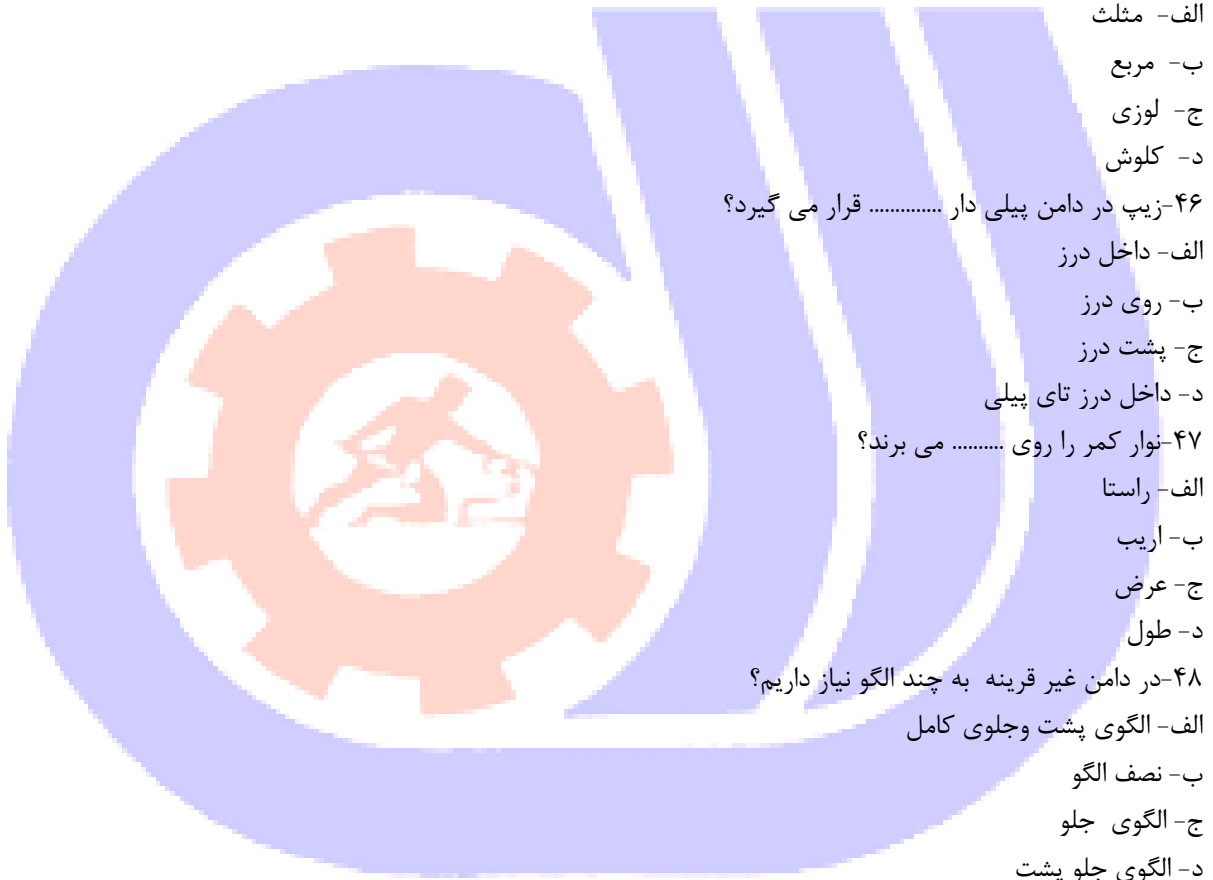 الف- مثلث
ب- مربع
ج- لوزی
د- کلوش
۴۶-زیپ در دامن پیلی دار .............. قرار می گیرد؟
الف- داخل درز
ب- روی درز
ج- پشت درز
د- داخل درز تای پیلی
۴۷-نوار کمر را روی .......... می برند؟
الف- راستا
ب- اریب
ج- عرض
د- طول
۴۸-در دامن غیر قرینه به چند الگو نیاز داریم؟
الف- الگوی پشت وجلوی کامل
ب- نصف الگو
ج- الگوی جلو
د- الگوی جلو پشت